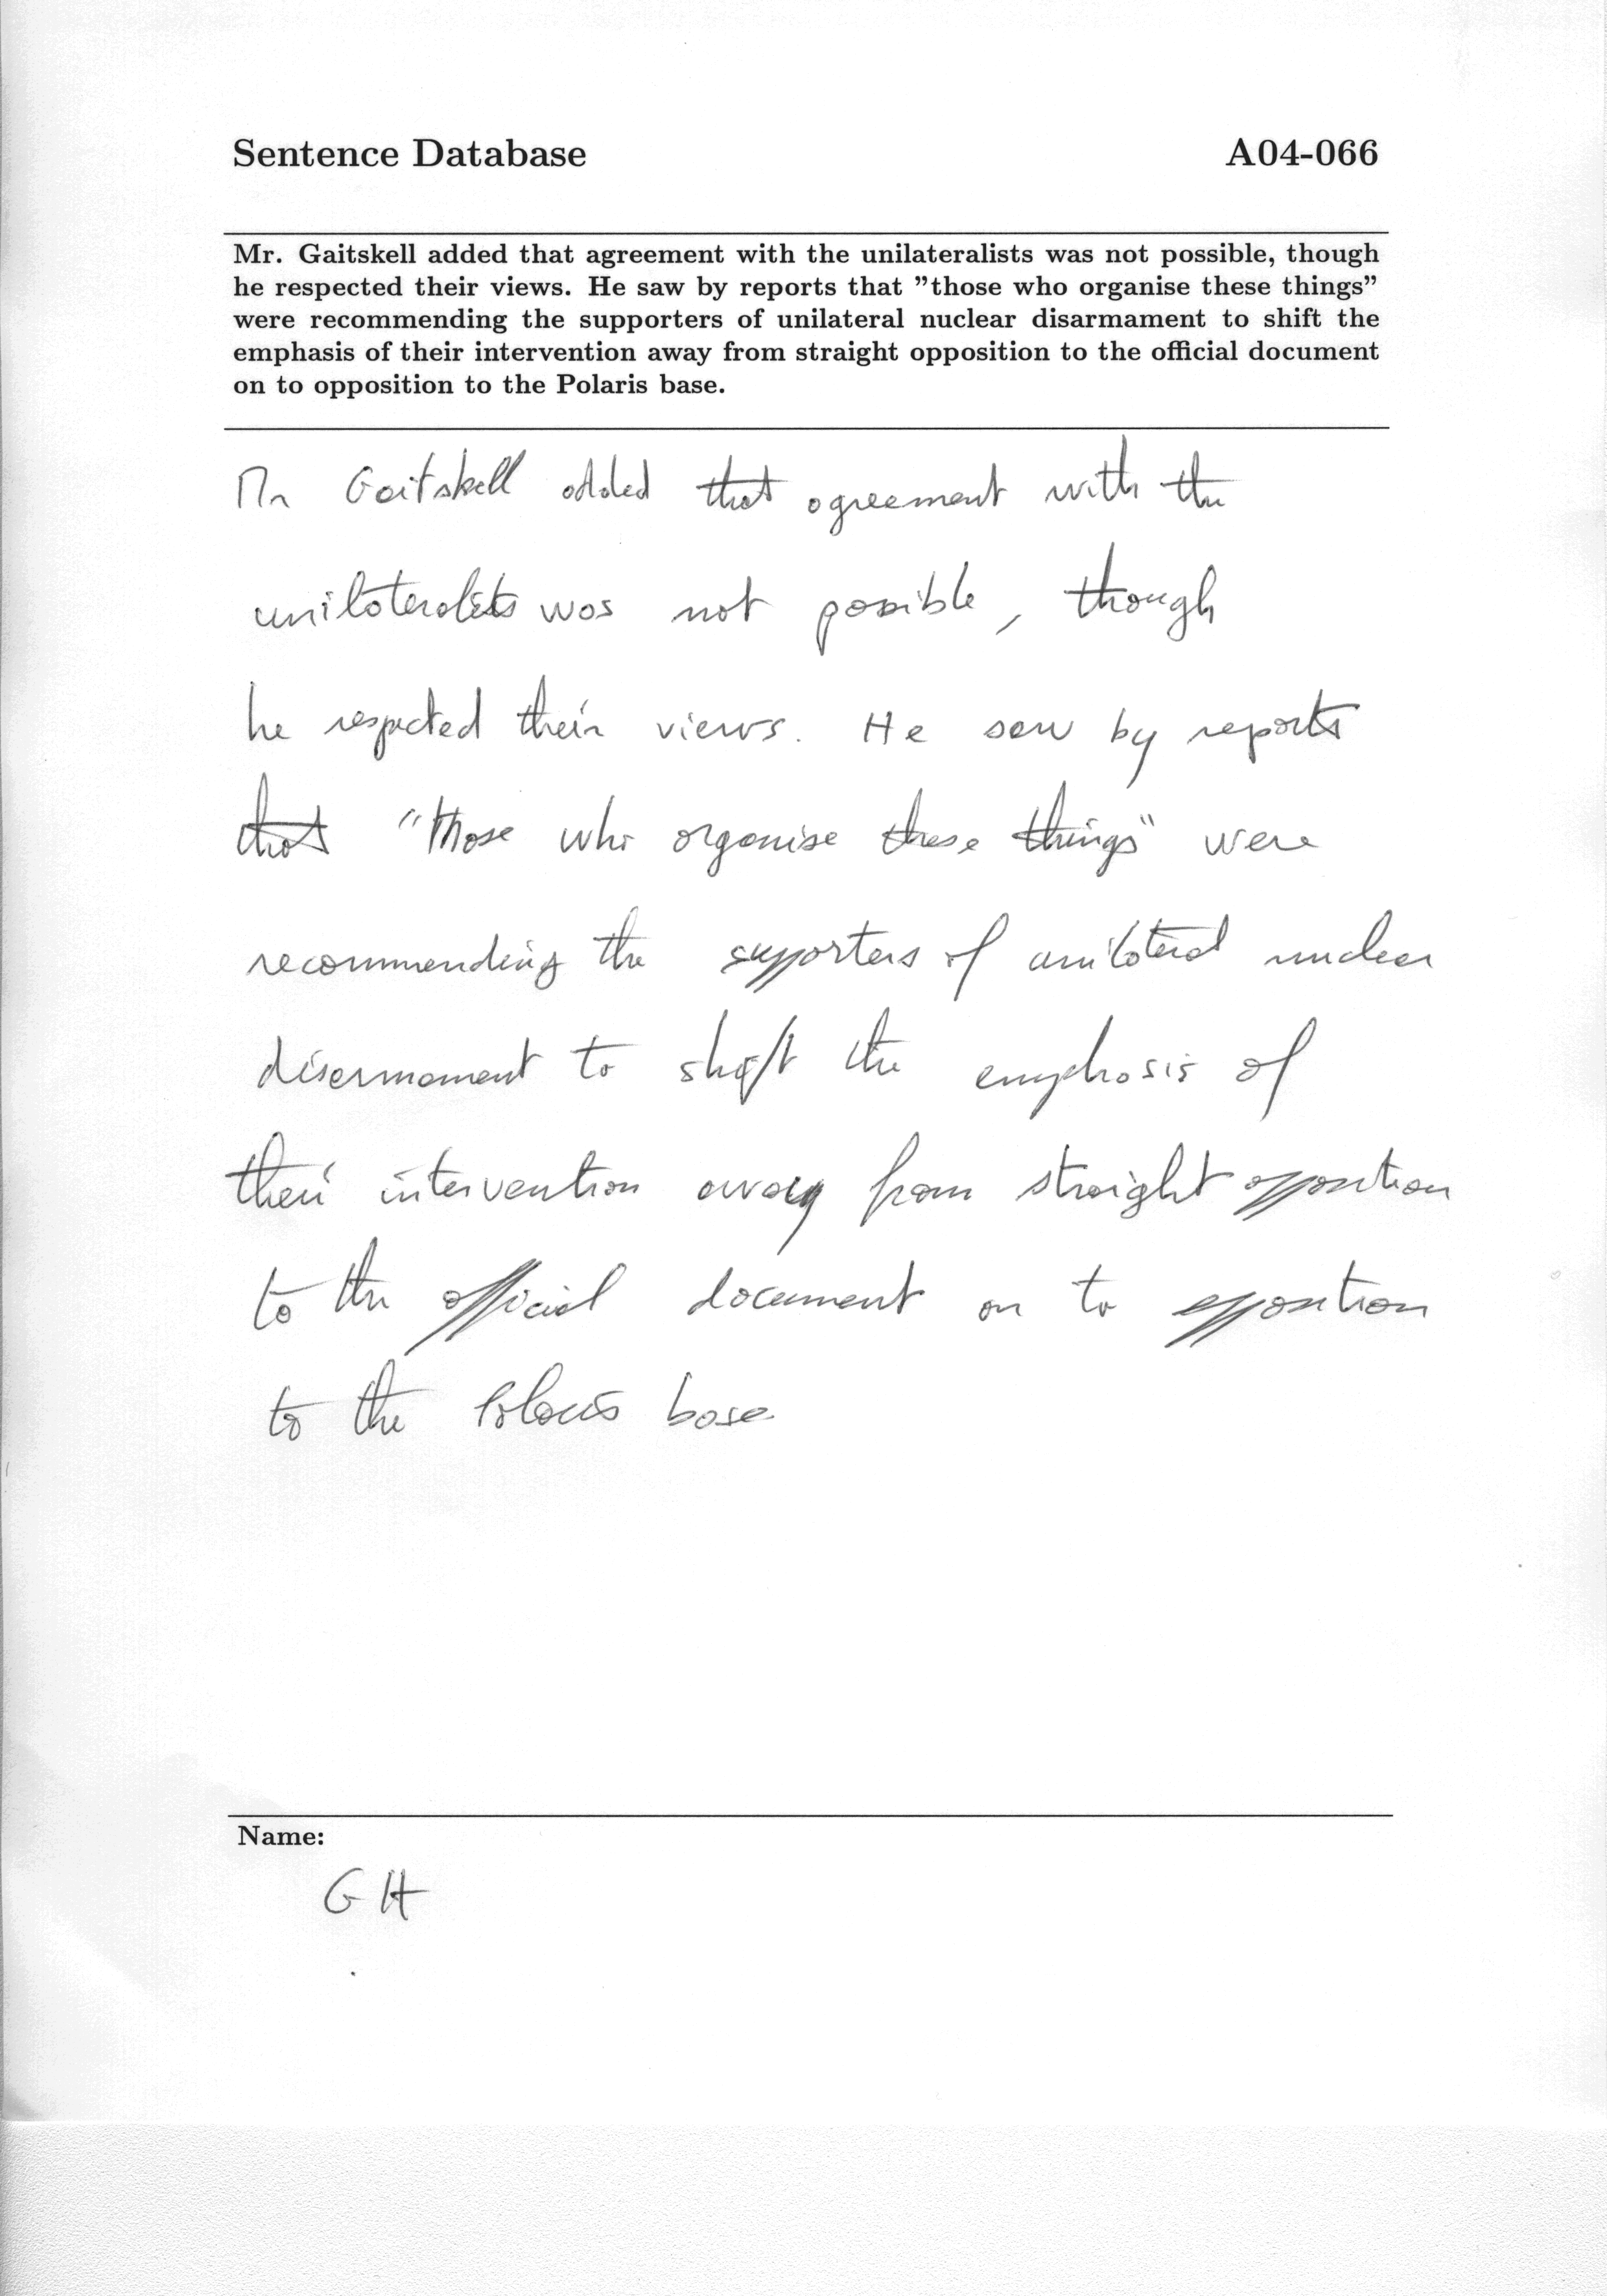 Sentence Database A04-066
Mr. Gaitskell added that agreement with the unilateralists was not possible, though
he respected their views. He saw by reports that ”those who organise these things”
were recommending the supporters of unilateral nuclear disarmament to shift the
emphasis of their intervention away from straight opposition to the official document
on to opposition to the Polaris base.
Mr Gaitskell added that agreement with the
unilateralists was not possible, though
he respected their views. He saw by reports
that "those who organise these things" were
recommending the supporters of unilateral nuclear
disarmament to shift the emphasis of
their intervention away from straight opposition
to the official document on to opposition
to the Polaris base
Name:
GH